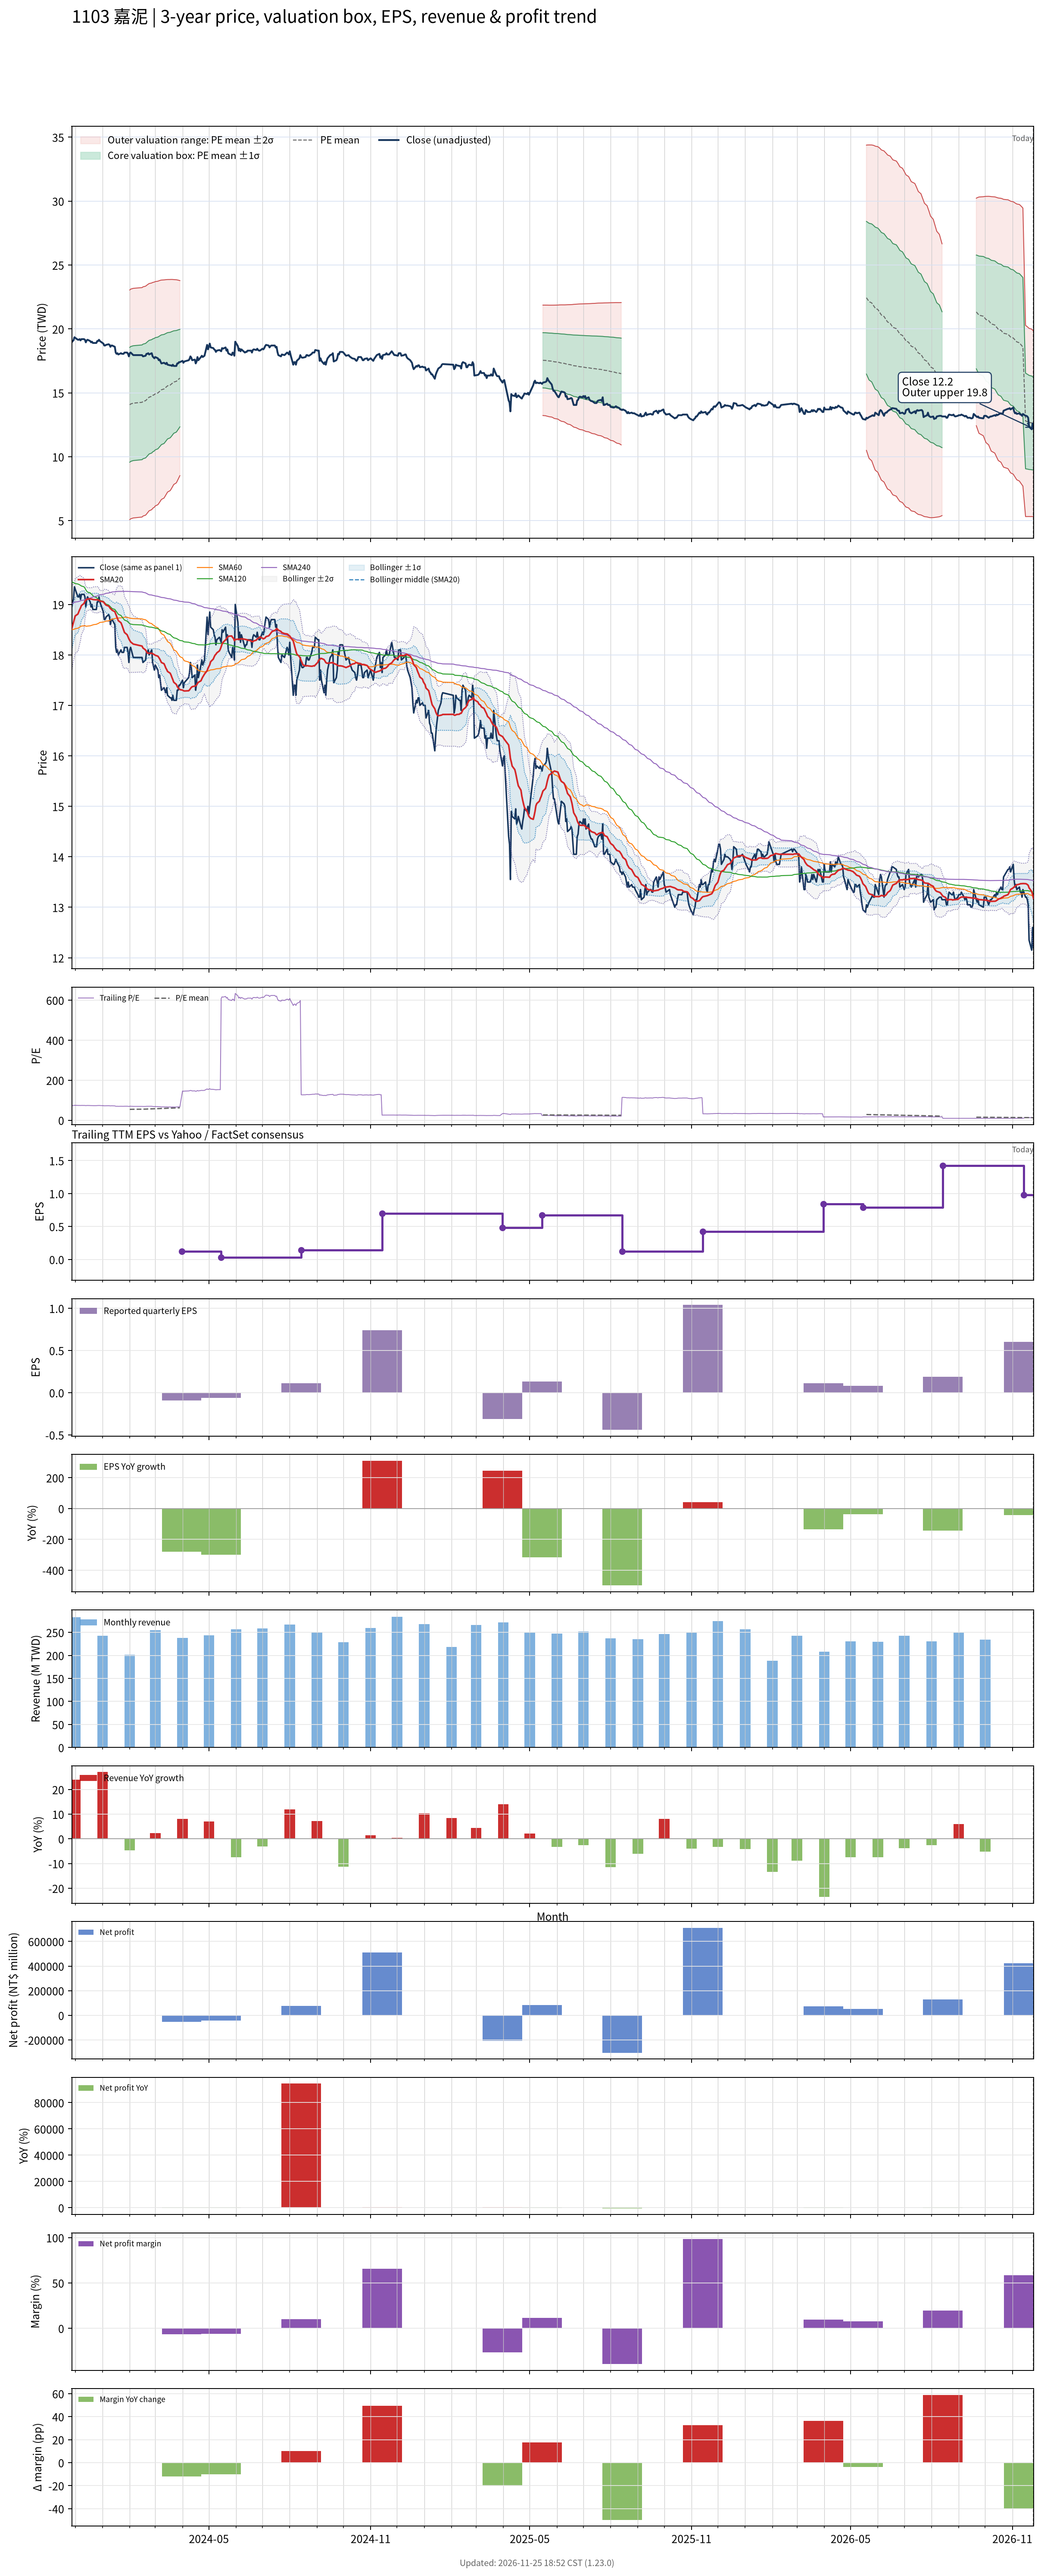 1103 嘉泥 | 3-year price, valuation box, EPS, revenue & profit trend
Outer valuation range: PE mean ±2σ
PE mean
Close (unadjusted)
Core valuation box: PE mean ±1σ
Today
35
30
25
20
15
10
5
Price (TWD)
Close 12.2
Outer upper 19.8
Close (same as panel 1)
SMA20
SMA60
SMA120
SMA240
Bollinger ±2σ
Bollinger ±1σ
Bollinger middle (SMA20)
19
18
17
16
15
14
13
12
Price
Trailing P/E
P/E mean
600
400
200
0
P/E
Trailing TTM EPS vs Yahoo / FactSet consensus
Today
1.5
1.0
0.5
0.0
EPS
Reported quarterly EPS
1.0
0.5
0.0
-0.5
EPS
EPS YoY growth
200
0
-200
-400
YoY (%)
Monthly revenue
250
200
150
100
50
0
Revenue (M TWD)
Revenue YoY growth
20
10
0
-10
-20
YoY (%)
Month
Net profit
600000
400000
200000
0
-200000
Net profit (NT$ million)
Net profit YoY
80000
60000
40000
20000
0
YoY (%)
Net profit margin
100
50
0
Margin (%)
Margin YoY change
60
40
20
0
-20
-40
Δ margin (pp)
2024-05
2024-11
2025-05
2025-11
2026-05
2026-11
Updated: 2026-11-25 18:52 CST (1.23.0)